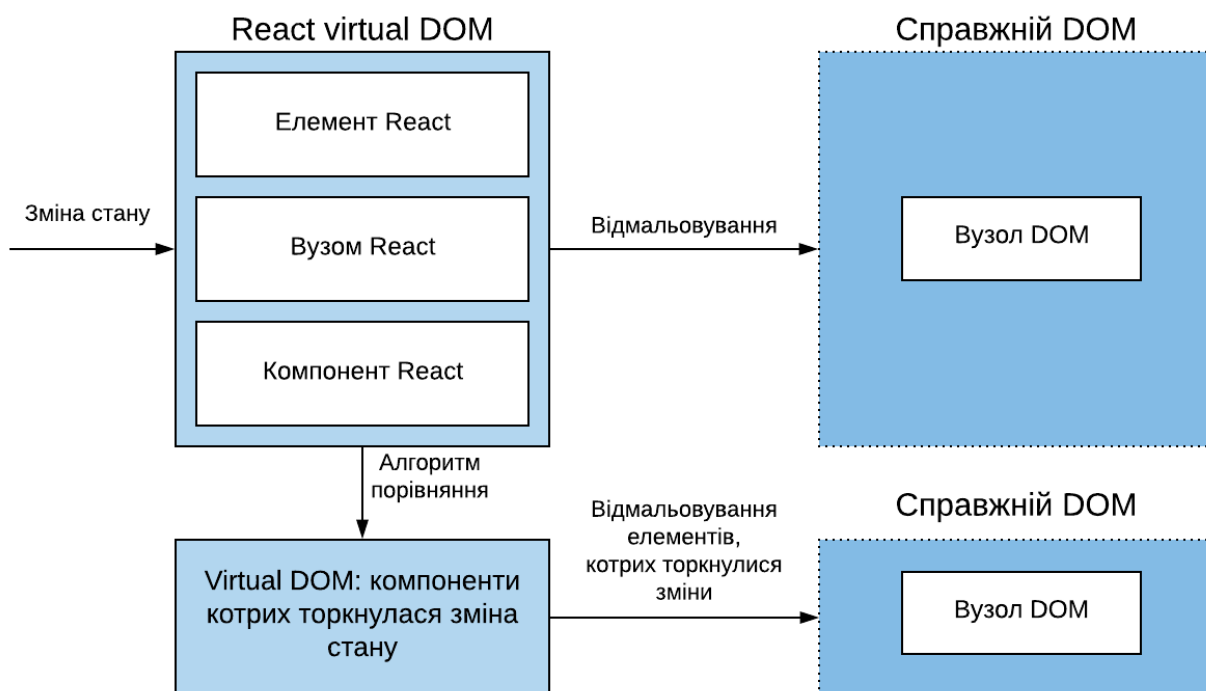 React virtual DOM
Справжній DOM
Елемент React
Зміна стану
Вузом React
Відмальовування
Вузол DOM
Компонент React
Алгоритм
порівняння
Справжній DOM
Відмальовування
елементів,
котрих торкнулися
зміни
Virtual DOM: компоненти
котрих торкнулася зміна
стану
Вузол DOM